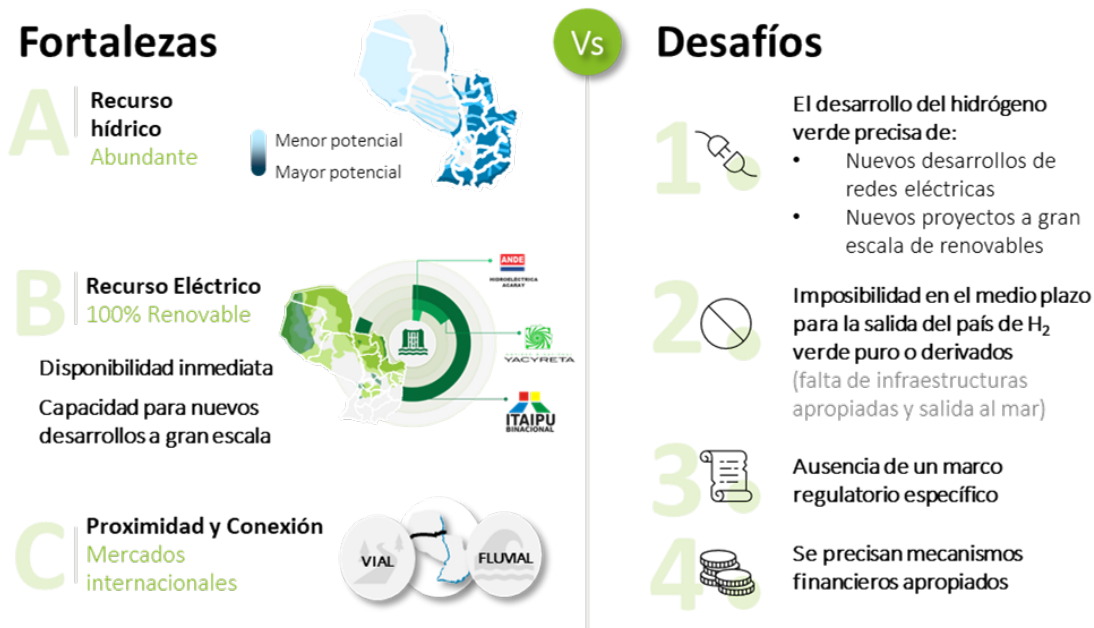 Fortalezas
A
Recurso
hídrico
Abundante
Menor potencial
Mayor potencial
B
Recurso Eléctrico
100% Renovable
Disponibilidad inmediata
Capacidad para nuevos
desarrollos a gran escala
ANDE
HIDROELÉCTRICA
ACARAY
YACYRETA
ITAIPU
BINACIONAL
C
Proximidad y Conexión
Mercados
internacionales
VIAL
FLUVIAL
Vs
Desafíos
1
El desarrollo del hidrógeno
verde precisa de:
• Nuevos desarrollos de
redes eléctricas
• Nuevos proyectos a gran
escala de renovables
2
Imposibilidad en el medio plazo
para la salida del país de H₂
verde puro o derivados
(falta de infraestructuras
apropiadas y salida al mar)
3
Ausencia de un marco
regulatorio específico
4
Se precisan mecanismos
financieros apropiados